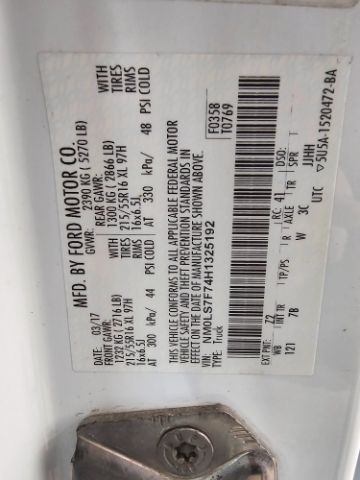 MFD. BY FORD MOTOR CO.
DATE: 03/17
GVWR: 2390 KG ( 5270 LB)
FRONT GAWR:
1232 KG ( 2716 LB)
REAR GAWR:
1300 KG ( 2866 LB)
WITH
TIRES
RIMS
215/55R16 XL 97H
16x6.5J
AT 300 kPa/ 44 PSI COLD
WITH
TIRES
RIMS
215/55R16 XL 97H
16x6.5J
AT 330 kPa/ 48 PSI COLD
THIS VEHICLE CONFORMS TO ALL APPLICABLE FEDERAL MOTOR
VEHICLE SAFETY AND THEFT PREVENTION STANDARDS IN
EFFECT ON THE DATE OF MANUFACTURE SHOWN ABOVE.
VIN: NM0LS7F74H1325192
TYPE: Truck
F0358
T0769
EXT PNT: Z2
RC: 41
DSO:
WB
INT TR
TP/PS
R
AXLE
TR
SPR
121
78
W
3C
JJHH
UTC
5U5A-1520472-BA